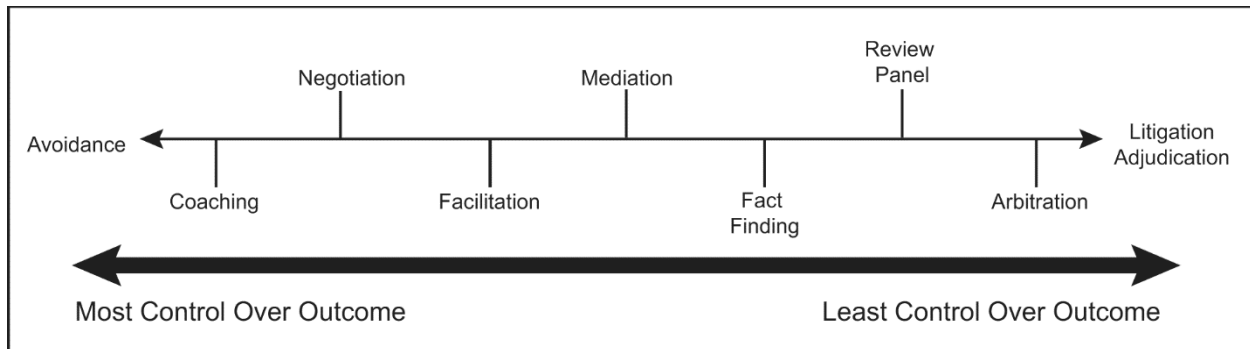 Review
Panel
Negotiation
Mediation
Avoidance
Litigation
Adjudication
Coaching
Facilitation
Fact
Finding
Arbitration
Most Control Over Outcome
Least Control Over Outcome